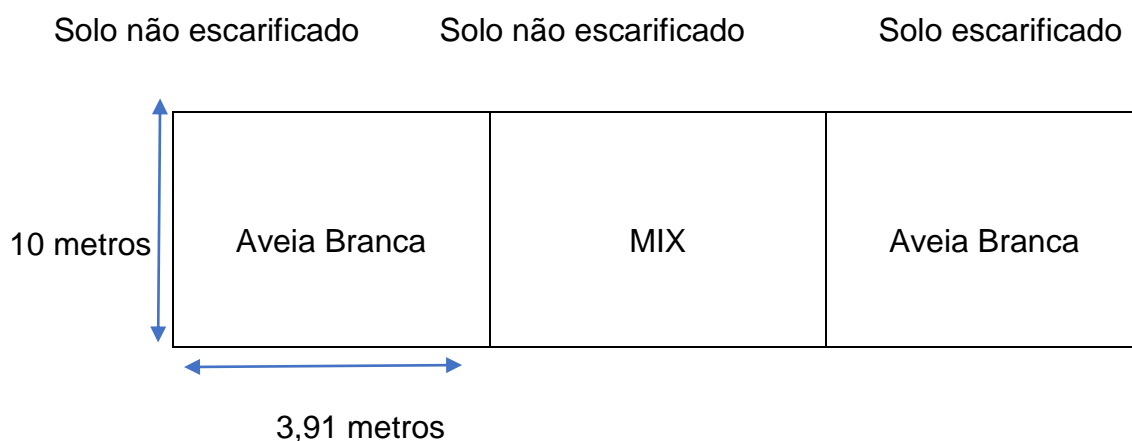 Solo não escarificado Solo não escarificado Solo escarificado
10 metros Aveia Branca MIX Aveia Branca
3,91 metros